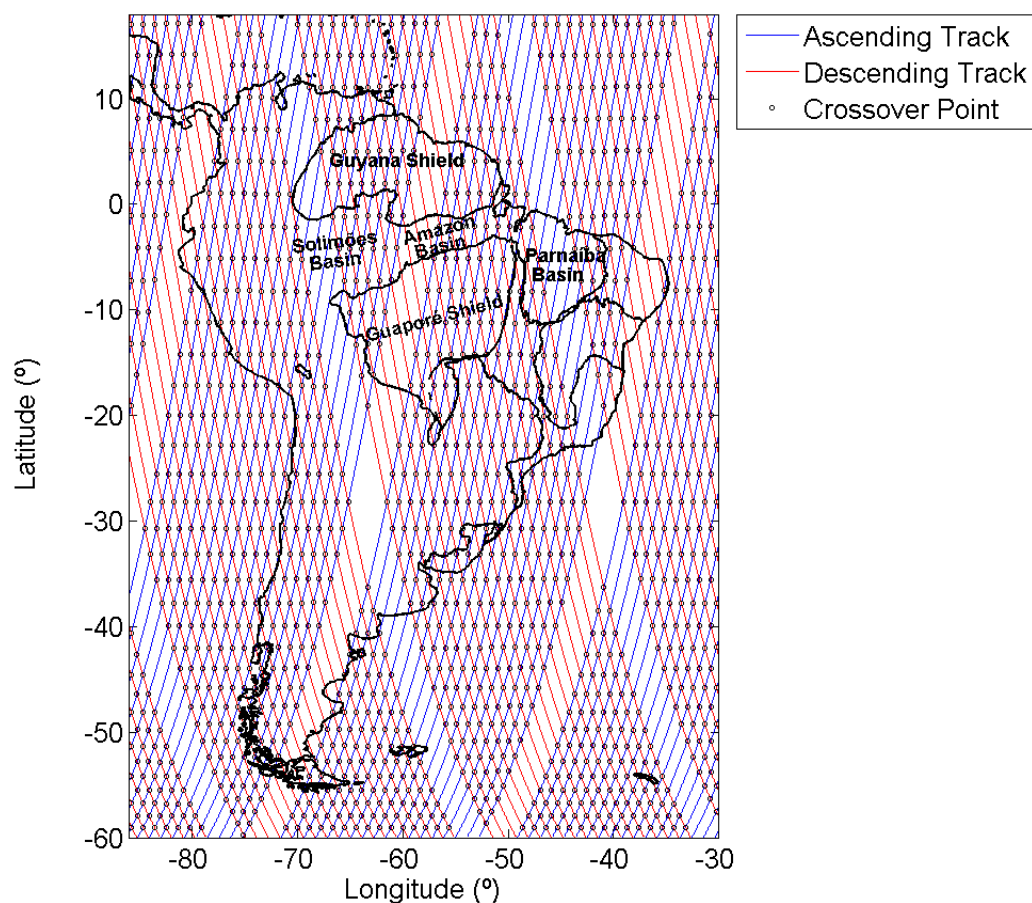 Ascending Track
Descending Track
Crossover Point
10
0
-10
-20
-30
-40
-50
-60
Latitude (º)
Guyana Shield
Solimões
Basin
Amazon
Basin
Parnaíba
Basin
Guaporé Shield
-80
-70
-60
-50
-40
-30
Longitude (º)